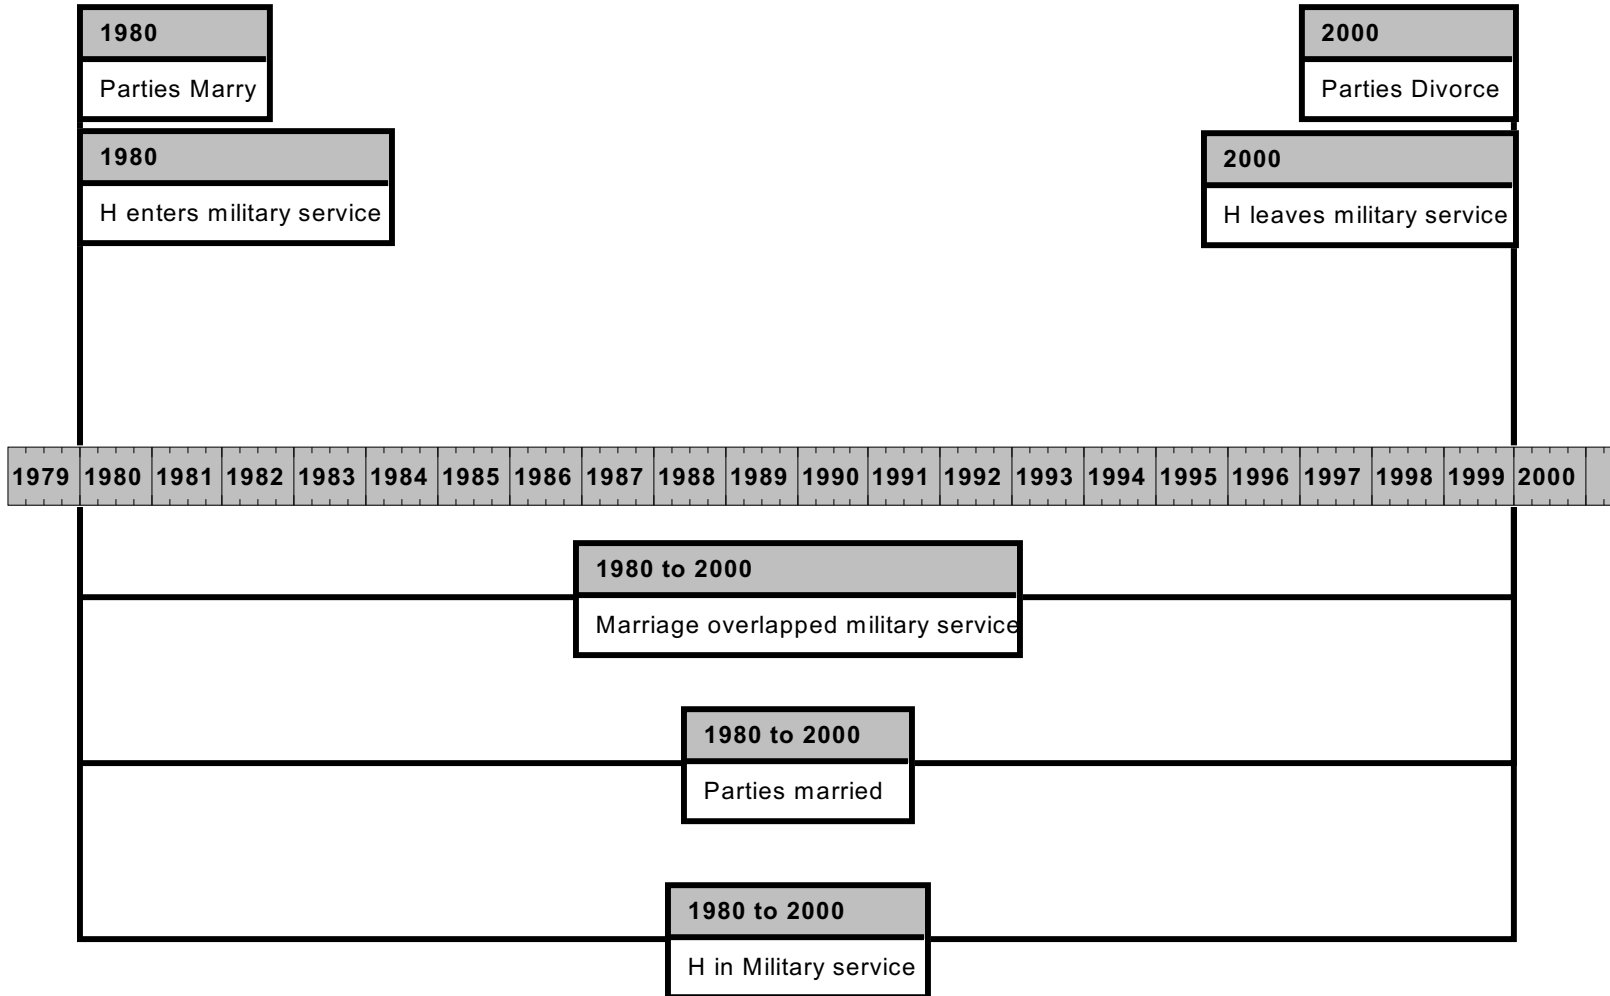 1980
Parties Marry
2000
Parties Divorce
1980
H enters military service
2000
H leaves military service
1979 1980 1981 1982 1983 1984 1985 1986 1987 1988 1989 1990 1991 1992 1993 1994 1995 1996 1997 1998 1999 2000
1980 to 2000
Marriage overlapped military service
1980 to 2000
Parties married
1980 to 2000
H in Military service